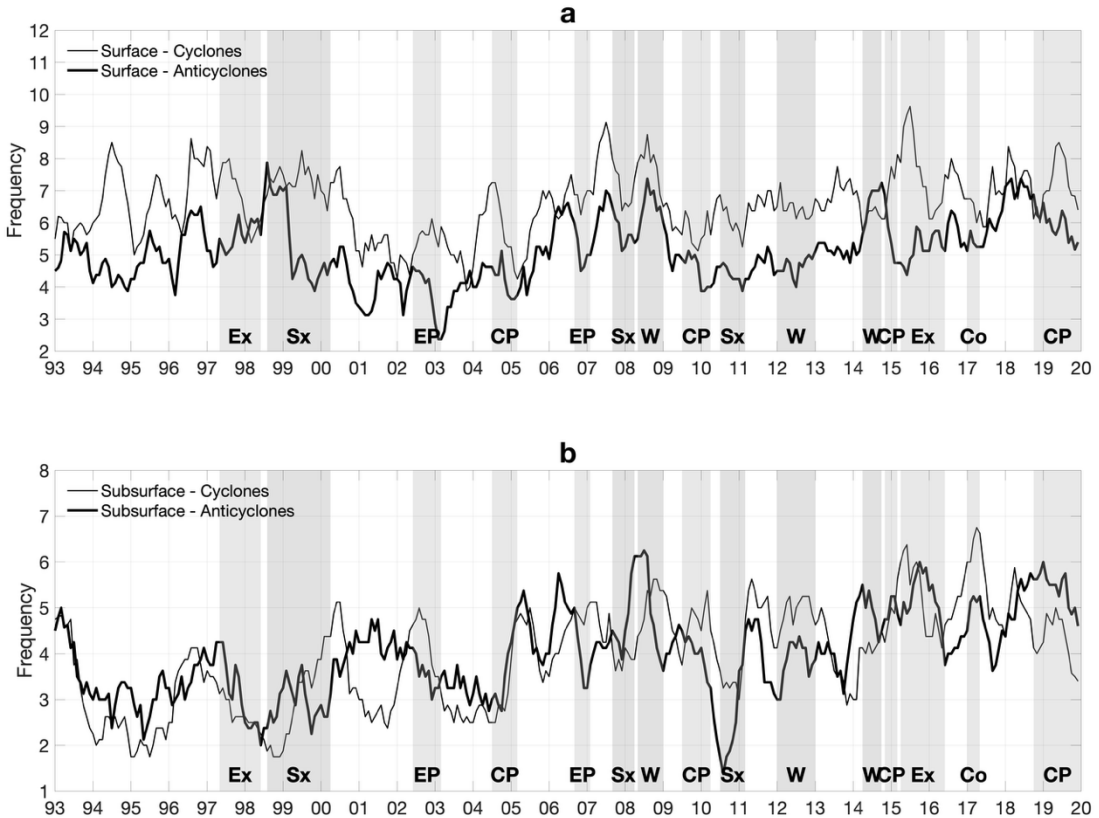 a
12
Surface - Cyclones
11
Surface - Anticyclones
10
9
8
7
6
5
4
3
2
Frequency
Ex Sx EP CP EP Sx W CP Sx W W CP Ex Co CP
93 94 95 96 97 98 99 00 01 02 03 04 05 06 07 08 09 10 11 12 13 14 15 16 17 18 19 20
b
8
Subsurface - Cyclones
7
Subsurface - Anticyclones
6
5
4
3
2
1
Frequency
Ex Sx EP CP EP Sx W CP Sx W W CP Ex Co CP
93 94 95 96 97 98 99 00 01 02 03 04 05 06 07 08 09 10 11 12 13 14 15 16 17 18 19 20